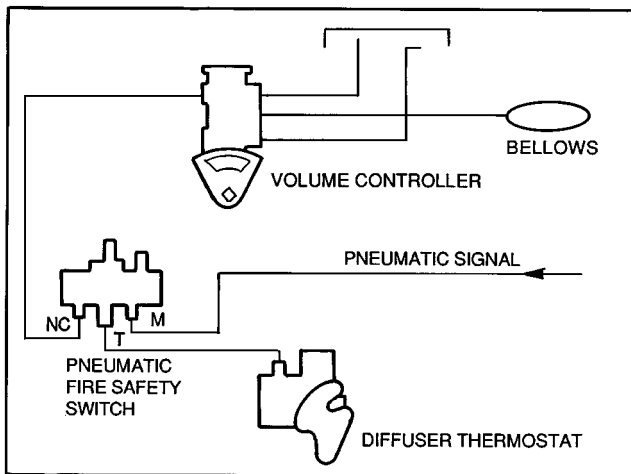 BELLOWS
VOLUME CONTROLLER
PNEUMATIC SIGNAL
NC
M
T
PNEUMATIC
FIRE SAFETY
SWITCH
DIFFUSER THERMOSTAT